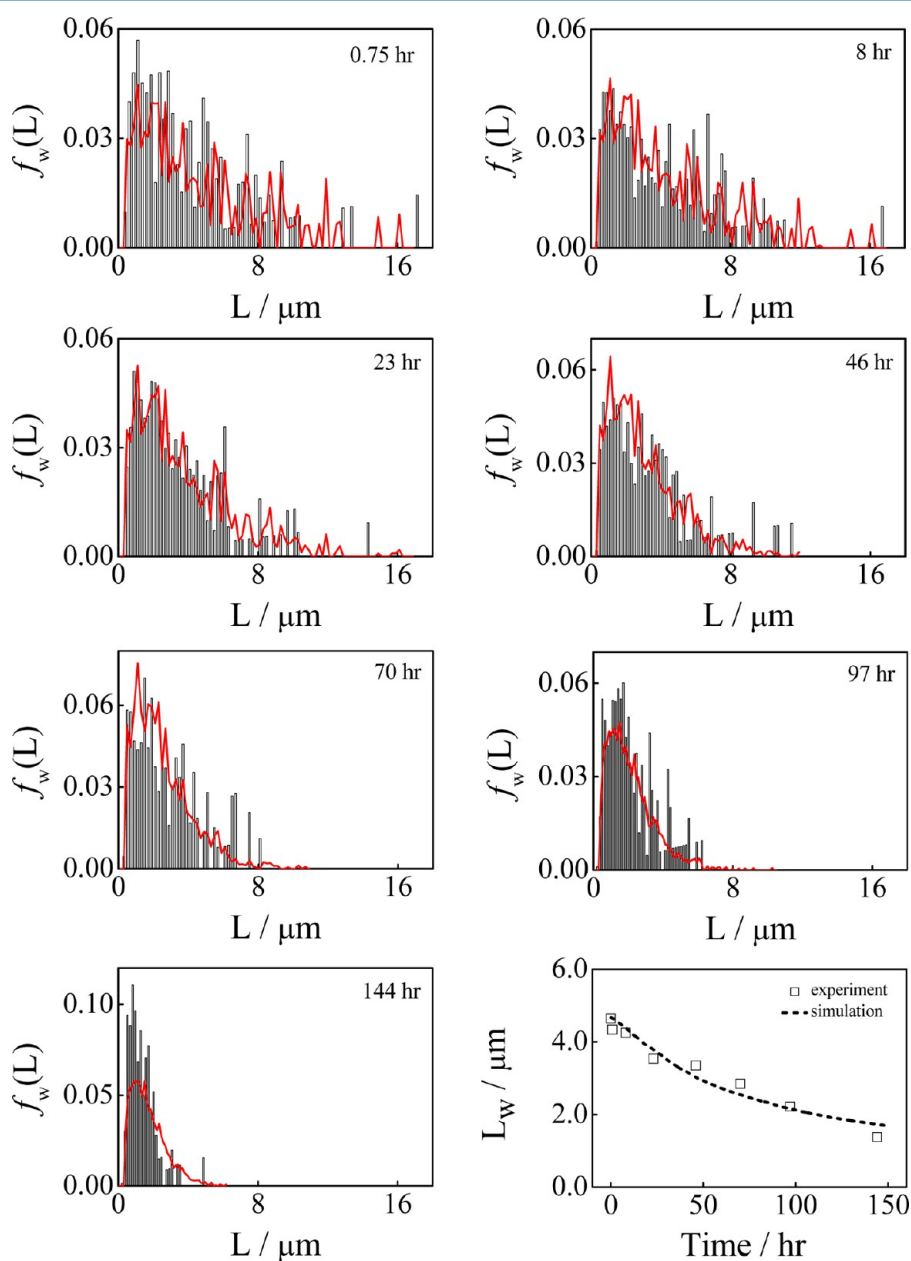 0.06
0.03
0.00
f_w(L)
0.75 hr
0 8 16
L / μm
0.06
0.03
0.00
f_w(L)
8 hr
0 8 16
L / μm
0.06
0.03
0.00
f_w(L)
23 hr
0 8 16
L / μm
0.06
0.03
0.00
f_w(L)
46 hr
0 8 16
L / μm
0.06
0.03
0.00
f_w(L)
70 hr
0 8 16
L / μm
0.06
0.03
0.00
f_w(L)
97 hr
0 8 16
L / μm
0.10
0.05
0.00
f_w(L)
144 hr
0 8 16
L / μm
6.0
4.0
2.0
0.0
L_w / μm
experiment
simulation
0 50 100 150
Time / hr